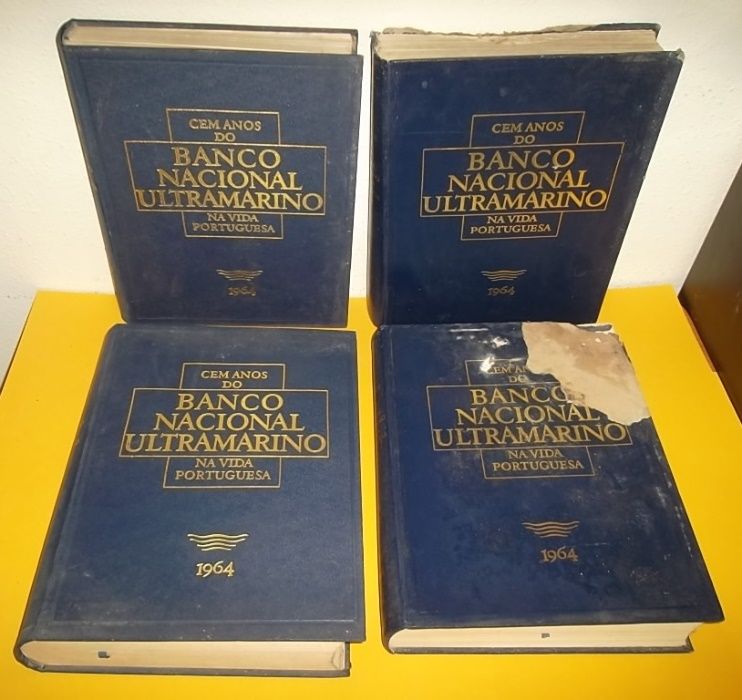 CEM ANOS
DO
BANCO
NACIONAL
ULTRAMARINO
NA VIDA
PORTUGUESA
1964
CEM ANOS
DO
BANCO
NACIONAL
ULTRAMARINO
NA VIDA
PORTUGUESA
1964
CEM ANOS
DO
BANCO
NACIONAL
ULTRAMARINO
NA VIDA
PORTUGUESA
1964
CEM
DO
BANCO
NACIONAL
ULTRAMARINO
NA VIDA
PORTUGUESA
1964